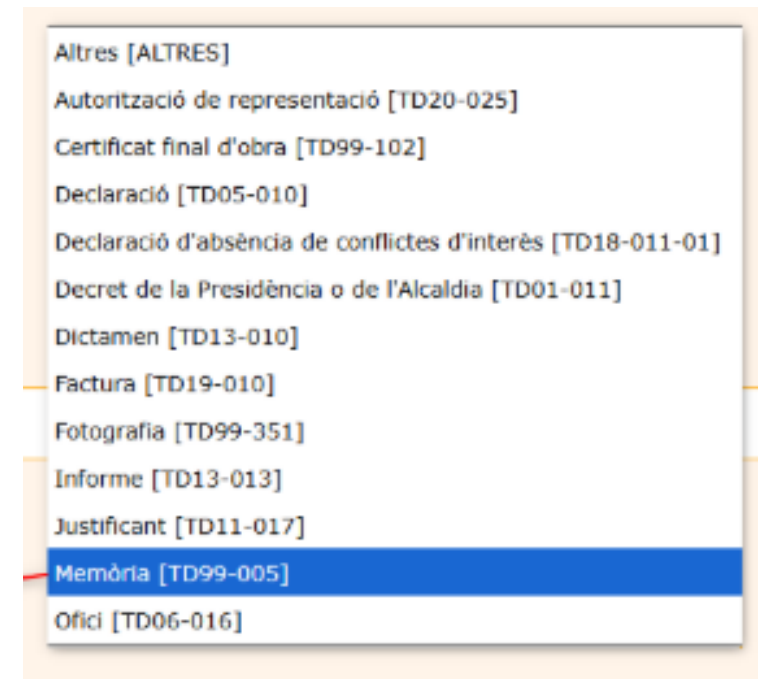 Altres [ALTRES]
Autorització de representació [TD20-025]
Certificat final d'obra [TD99-102]
Declaració [TD05-010]
Declaració d'absència de conflictes d'interès [TD18-011-01]
Decret de la Presidència o de l'Alcaldia [TD01-011]
Dictamen [TD13-010]
Factura [TD19-010]
Fotografia [TD99-351]
Informe [TD13-013]
Justificant [TD11-017]
Memòria [TD99-005]
Ofici [TD06-016]